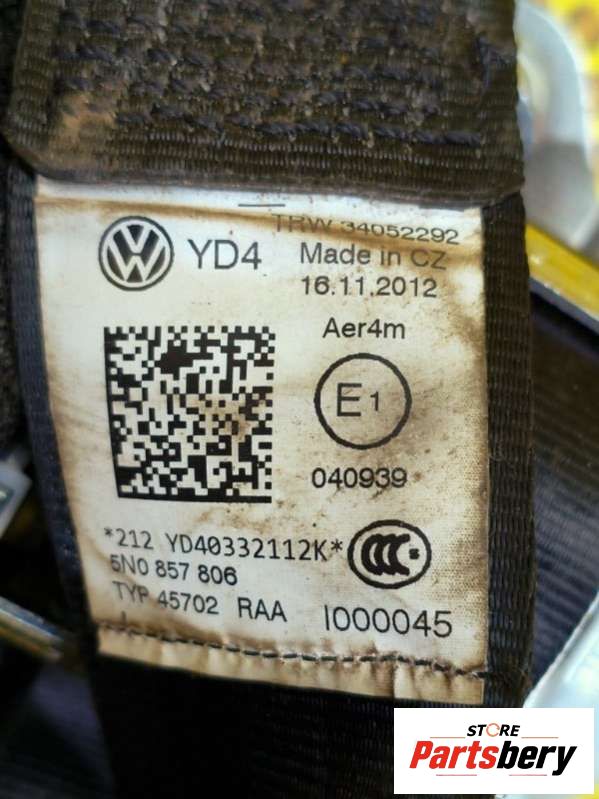 TRW 34052292
YD4
Made in CZ
16.11.2012
Aer4m
E1
040939
*212 YD40332112K*
5N0 857 806
TYP 45702 RAA
I000045
STORE
Partsbery